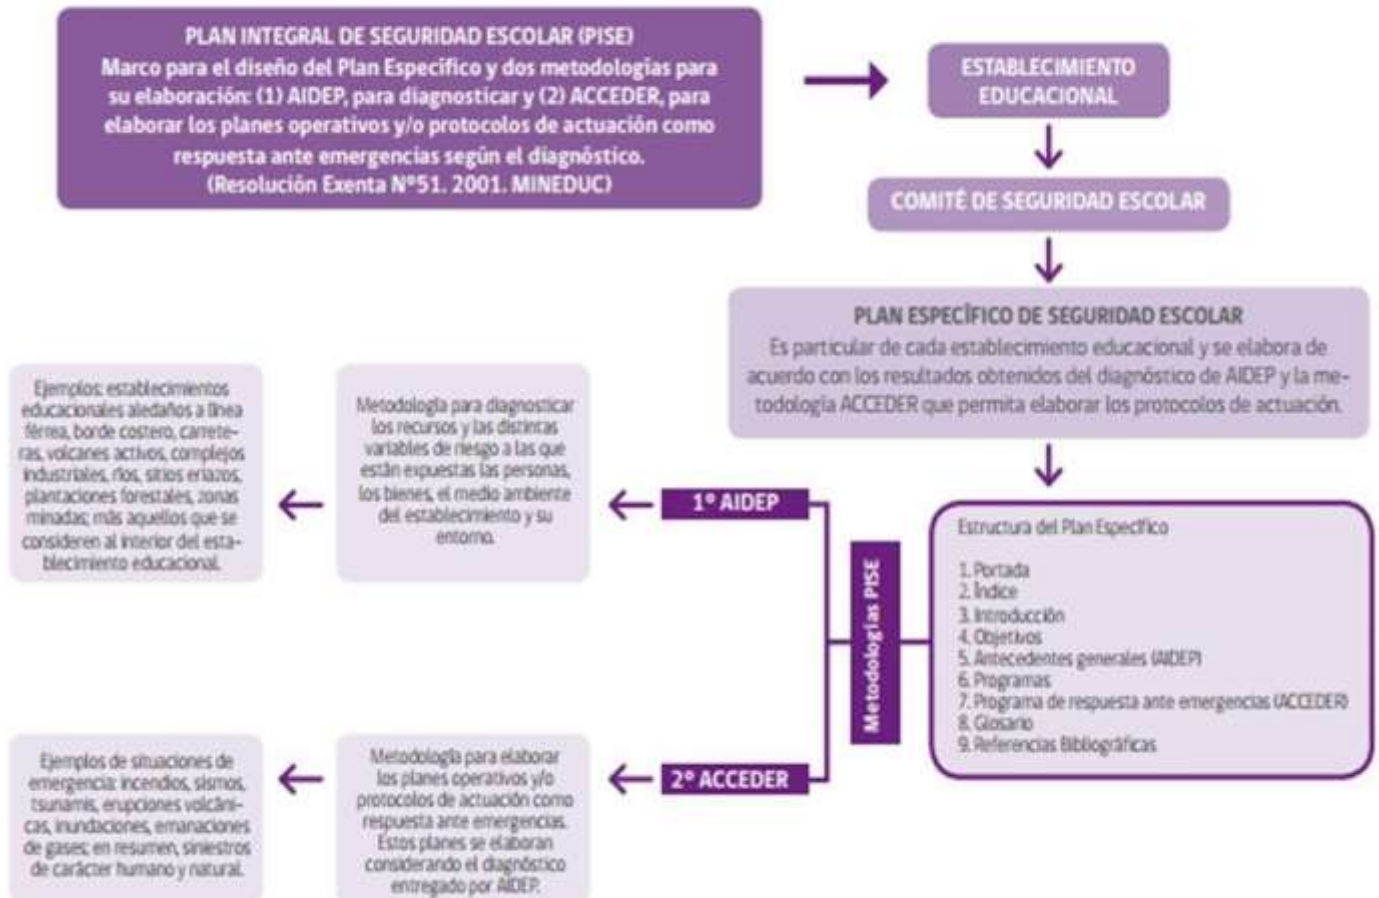 PLAN INTEGRAL DE SEGURIDAD ESCOLAR (PISE)
Marco para el diseño del Plan Específico y dos metodologías para
su elaboración: (1) AIDEP, para diagnosticar y (2) ACCEDER, para
elaborar los planes operativos y/o protocolos de actuación como
respuesta ante emergencias según el diagnóstico.
(Resolución Exenta Nº51. 2001. MINEDUC)
ESTABLECIMIENTO
EDUCACIONAL
COMITÉ DE SEGURIDAD ESCOLAR
PLAN ESPECÍFICO DE SEGURIDAD ESCOLAR
Es particular de cada establecimiento educacional y se elabora de
acuerdo con los resultados obtenidos del diagnóstico de AIDEP y la me-
todología ACCEDER que permita elaborar los protocolos de actuación.
Estructura del Plan Específico
1. Portada
2. Índice
3. Introducción
4. Objetivos
5. Antecedentes generales (AIDEP)
6. Programas
7. Programa de respuesta ante emergencias (ACCEDER)
8. Glosario
9. Referencias Bibliográficas
Metodologías PISE
1º AIDEP
Metodología para diagnosticar
los recursos y las distintas
variables de riesgo a las que
están expuestas las personas,
los bienes, el medio ambiente
del establecimiento y su
entorno.
Ejemplos: establecimientos
educacionales aledaños a línea
férrea, borde costero, carrete-
ras, volcanes activos, complejos
industriales, ríos, sitios eriazos,
plantaciones forestales, zonas
minadas; más aquellos que se
consideren al interior del esta-
blecimiento educacional.
2º ACCEDER
Metodología para elaborar
los planes operativos y/o
protocolos de actuación como
respuesta ante emergencias.
Estos planes se elaboran
considerando el diagnóstico
entregado por AIDEP.
Ejemplos de situaciones de
emergencia: incendios, sismos,
tsunamis, erupciones volcáni-
cas, inundaciones, emanaciones
de gases; en resumen, siniestros
de carácter humano y natural.